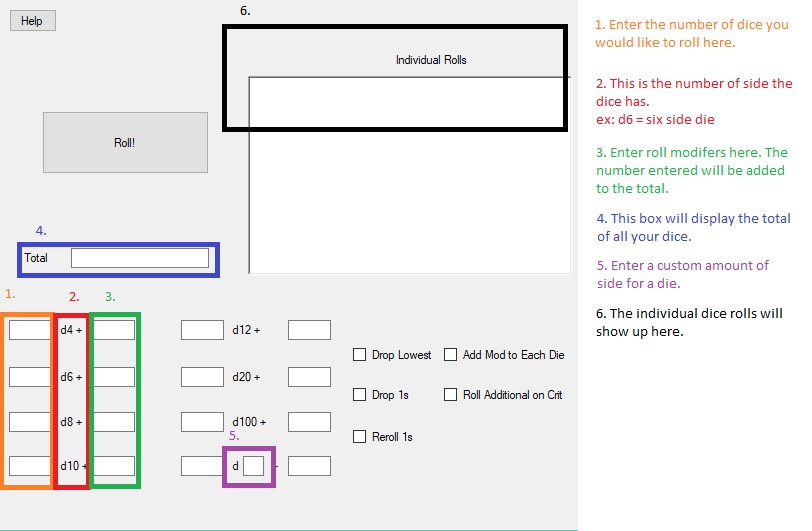 6.
Help
Individual Rolls
Roll!
4.
Total
1. 2. 3.
d4 +
d6 +
d8 +
d10 +
d12 +
d20 +
d100 +
5.
d +
Drop Lowest
Add Mod to Each Die
Drop 1s
Roll Additional on Crit
Reroll 1s
1. Enter the number of dice you
would like to roll here.
2. This is the number of side the
dice has.
ex: d6 = six side die
3. Enter roll modifers here. The
number entered will be added
to the total.
4. This box will display the total
of all your dice.
5. Enter a custom amount of
side for a die.
6. The individual dice rolls will
show up here.